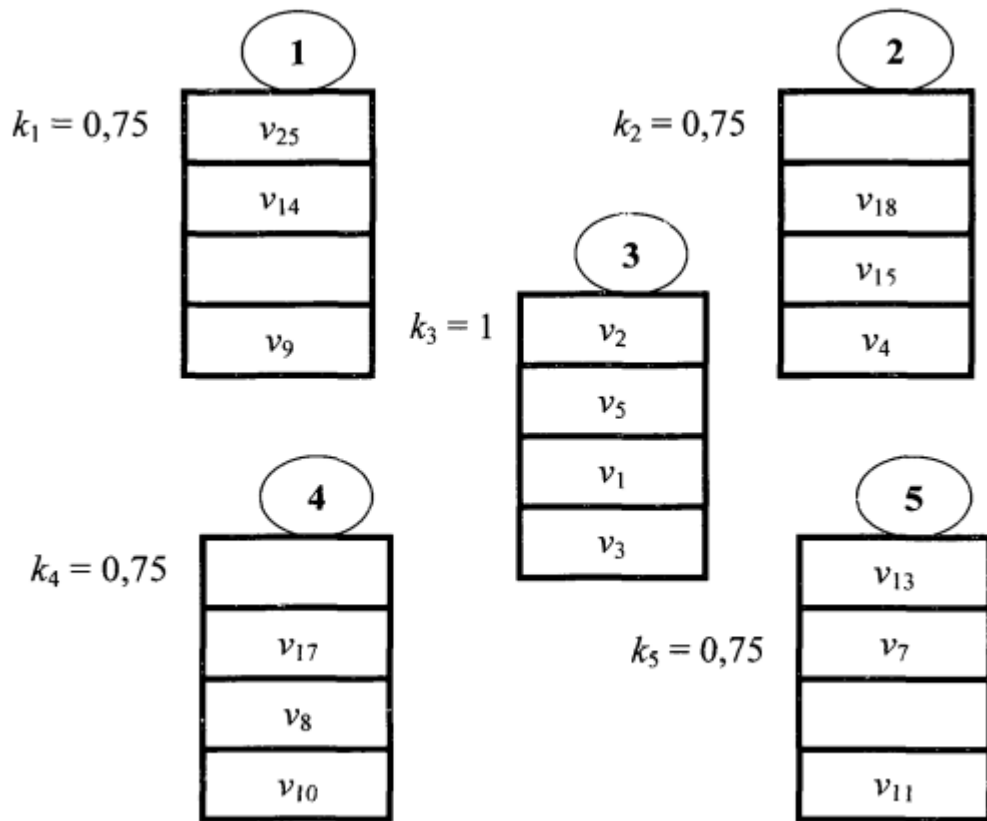 1
k₁ = 0,75
v₂₅
v₁₄
v₉
2
k₂ = 0,75
v₁₈
v₁₅
v₄
3
k₃ = 1
v₂
v₅
v₁
v₃
4
k₄ = 0,75
v₁₇
v₈
v₁₀
5
k₅ = 0,75
v₁₃
v₇
v₁₁